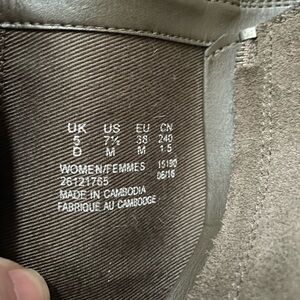 UK US EU CN
5 7½ 38 240
D M M 1.5
WOMEN/FEMMES 15190
26121765 06/16
MADE IN CAMBODIA
FABRIQUE AU CAMBODGE